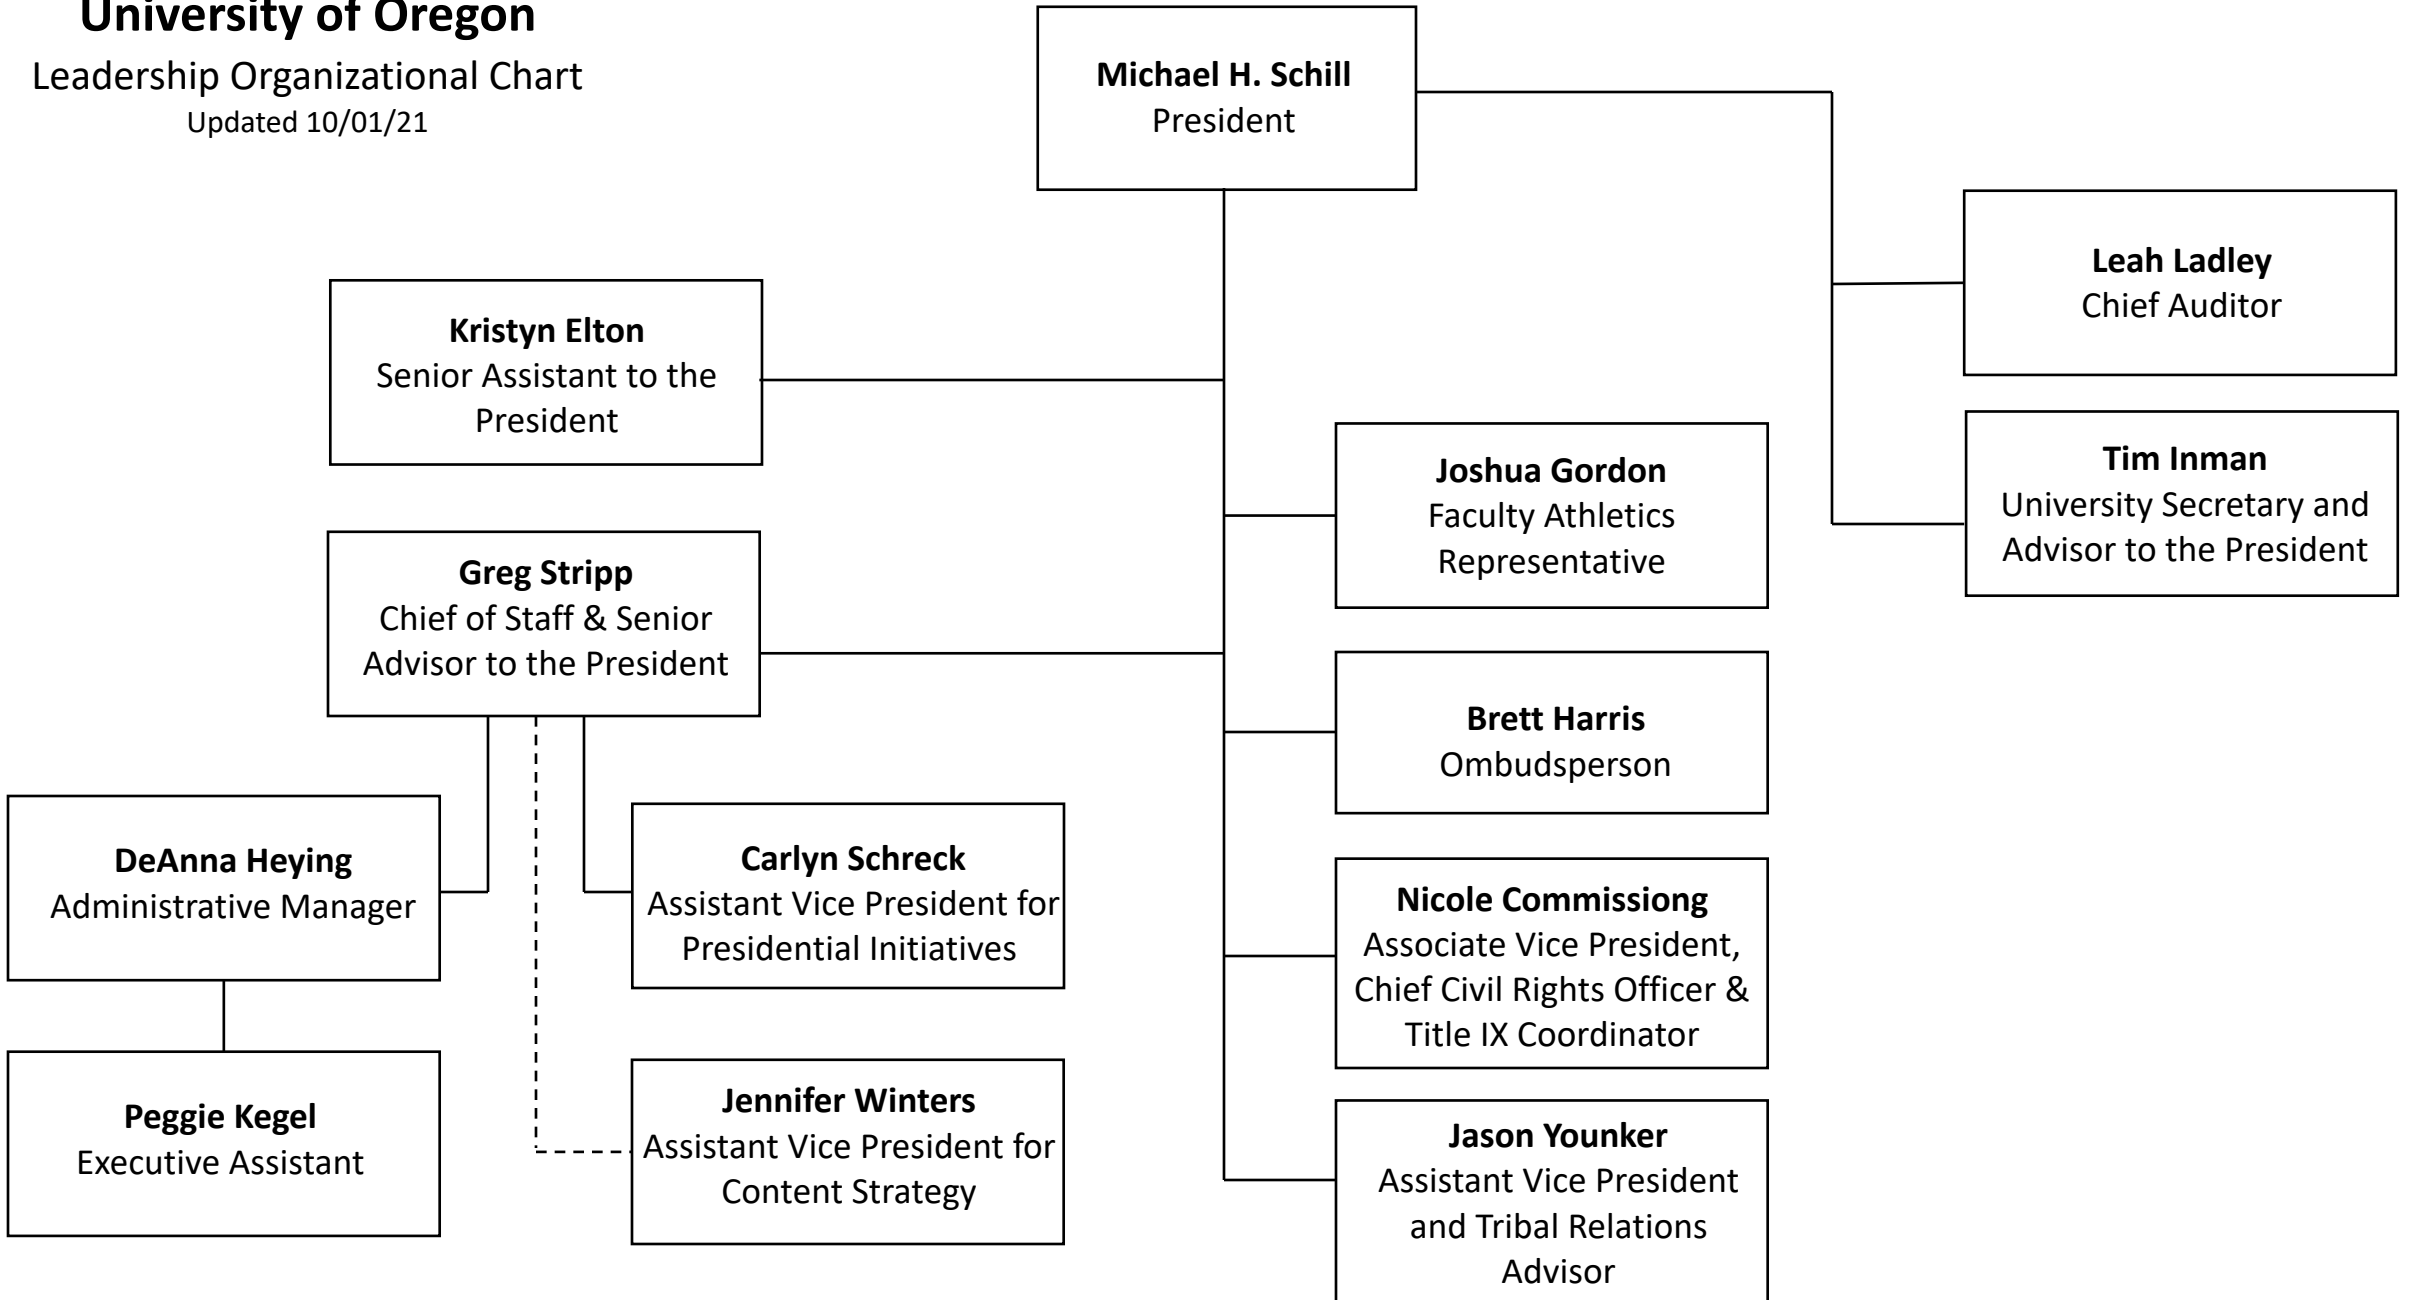 University of Oregon
Leadership Organizational Chart
Updated 10/01/21
Michael H. Schill
President
Leah Ladley
Chief Auditor
Kristyn Elton
Senior Assistant to the
President
Tim Inman
University Secretary and
Advisor to the President
Joshua Gordon
Faculty Athletics
Representative
Greg Stripp
Chief of Staff & Senior
Advisor to the President
Brett Harris
Ombudsperson
DeAnna Heying
Administrative Manager
Carlyn Schreck
Assistant Vice President for
Presidential Initiatives
Nicole Commissiong
Associate Vice President,
Chief Civil Rights Officer &
Title IX Coordinator
Peggie Kegel
Executive Assistant
Jennifer Winters
Assistant Vice President for
Content Strategy
Jason Younker
Assistant Vice President
and Tribal Relations
Advisor